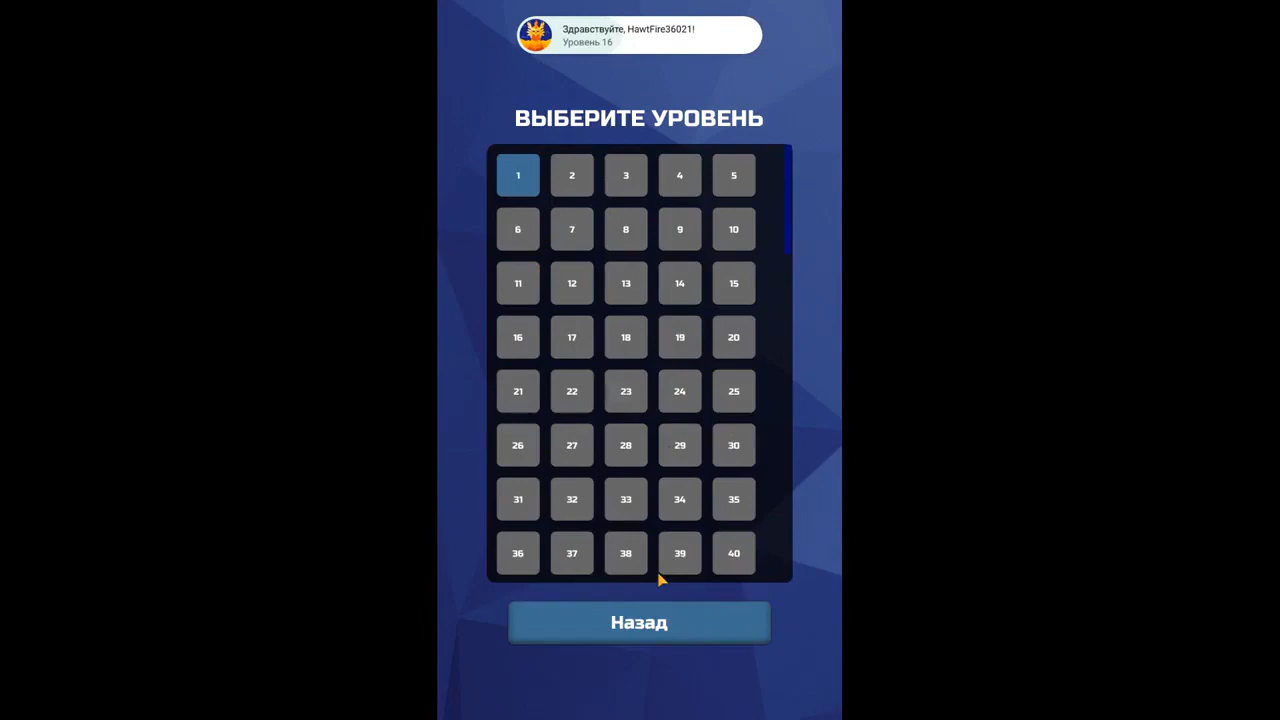 Здравствуйте, HawtFire36021!
Уровень 16
ВЫБЕРИТЕ УРОВЕНЬ
1 2 3 4 5
6 7 8 9 10
11 12 13 14 15
16 17 18 19 20
21 22 23 24 25
26 27 28 29 30
31 32 33 34 35
36 37 38 39 40
Назад